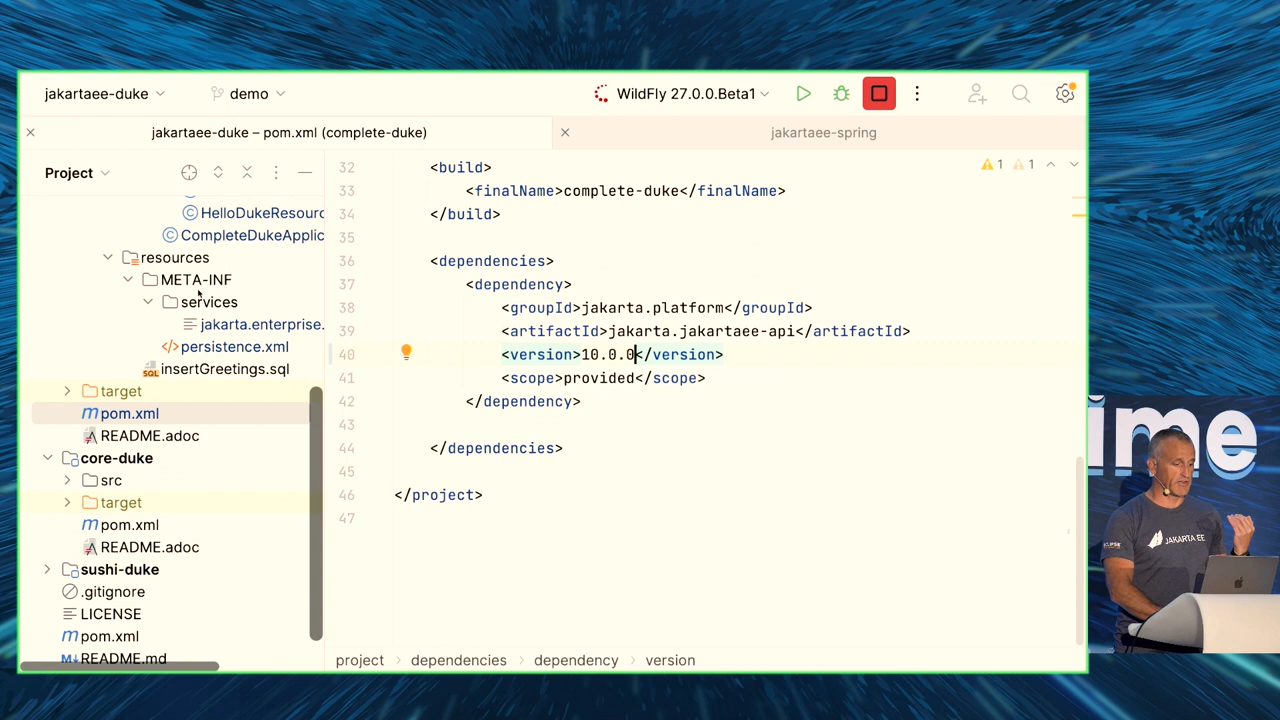 jakartaee-duke
demo
WildFly 27.0.0.Beta1
jakartaee-duke – pom.xml (complete-duke)
jakartaee-spring
Project
HelloDukeResourc
CompleteDukeApplic
resources
META-INF
services
jakarta.enterprise.
persistence.xml
insertGreetings.sql
target
pom.xml
README.adoc
core-duke
src
target
pom.xml
README.adoc
sushi-duke
.gitignore
LICENSE
pom.xml
README.md
32 <build>
33 <finalName>complete-duke</finalName>
34 </build>
35
36 <dependencies>
37 <dependency>
38 <groupId>jakarta.platform</groupId>
39 <artifactId>jakarta.jakartaee-api</artifactId>
40 <version>10.0.0</version>
41 <scope>provided</scope>
42 </dependency>
43
44 </dependencies>
45
46 </project>
47
1 1
project > dependencies > dependency > version
ime
JAKARTA EE